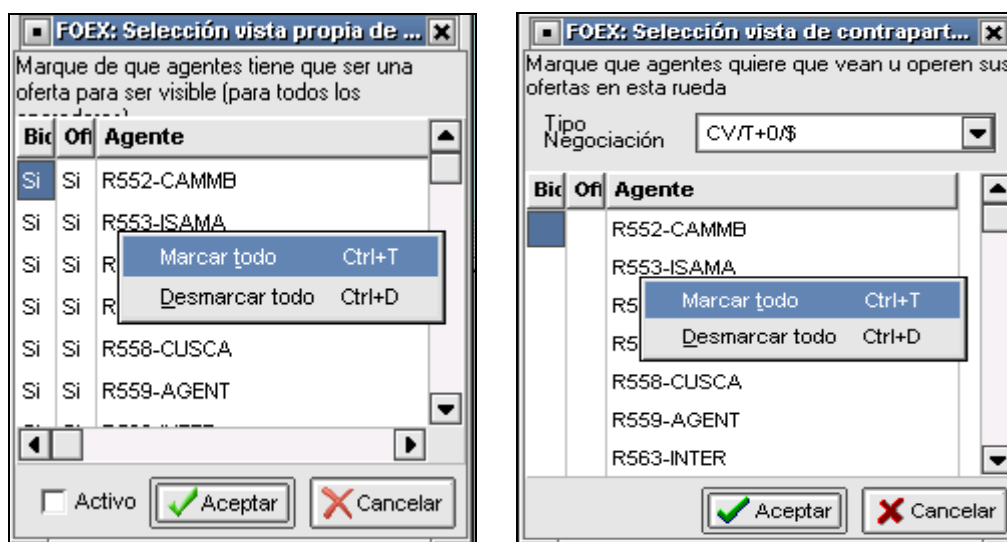 FOEX: Selección vista propia de ...
Marque de que agentes tiene que ser una
oferta para ser visible (para todos los
Bid Ofi Agente
Si Si R552-CAMMB
Si Si R553-ISAMA
Si Si R
Si Si R
Marcar todo Ctrl+T
Desmarcar todo Ctrl+D
Si Si R558-CUSCA
Si Si R559-AGENT
Activo Aceptar Cancelar
FOEX: Selección vista de contrapart...
Marque que agentes quiere que vean u operen sus
ofertas en esta rueda
Tipo
Negociación CV/T+0/$
Bid Ofi Agente
R552-CAMMB
R553-ISAMA
R5
R5
Marcar todo Ctrl+T
Desmarcar todo Ctrl+D
R558-CUSCA
R559-AGENT
R563-INTER
Aceptar Cancelar